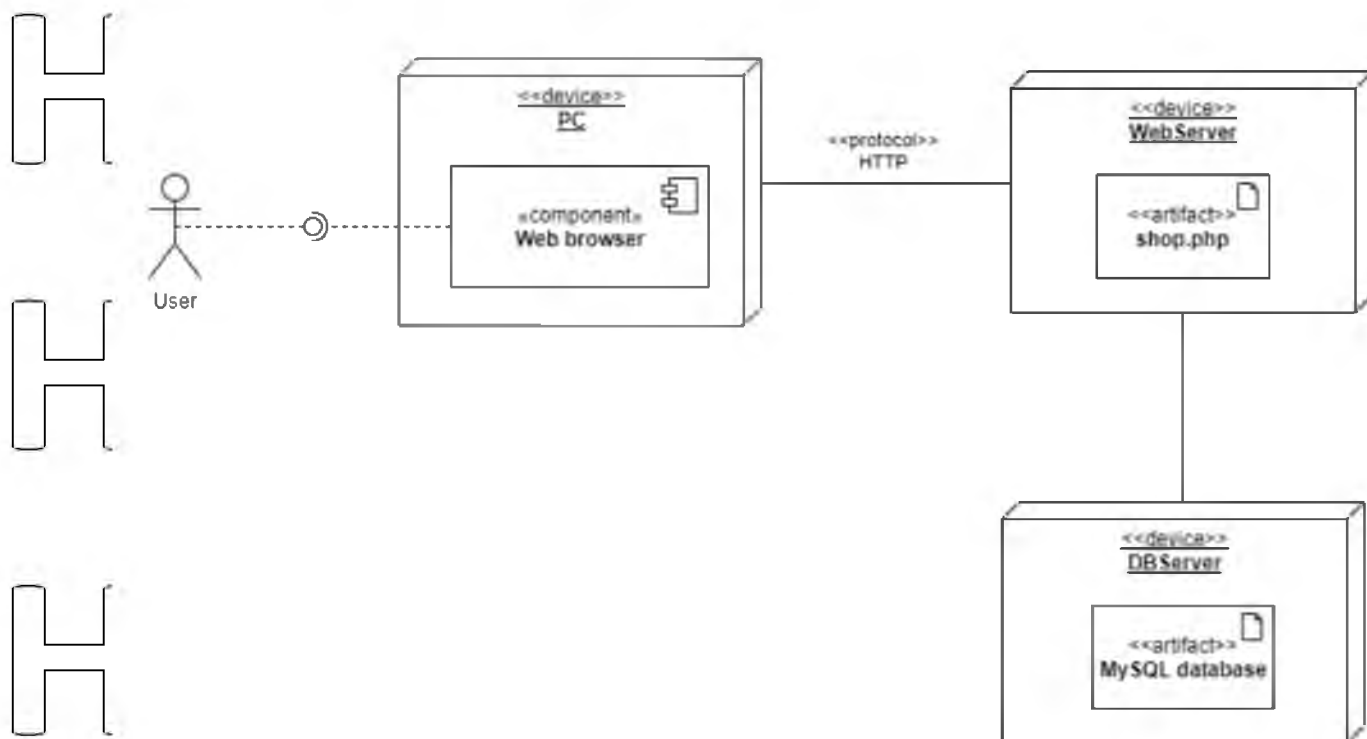 <<device>>
PC
«component»
Web browser
User
<<protocol>>
HTTP
<<device>>
WebServer
<<artifact>>
shop.php
<<device>>
DBServer
<<artifact>>
MySQL database